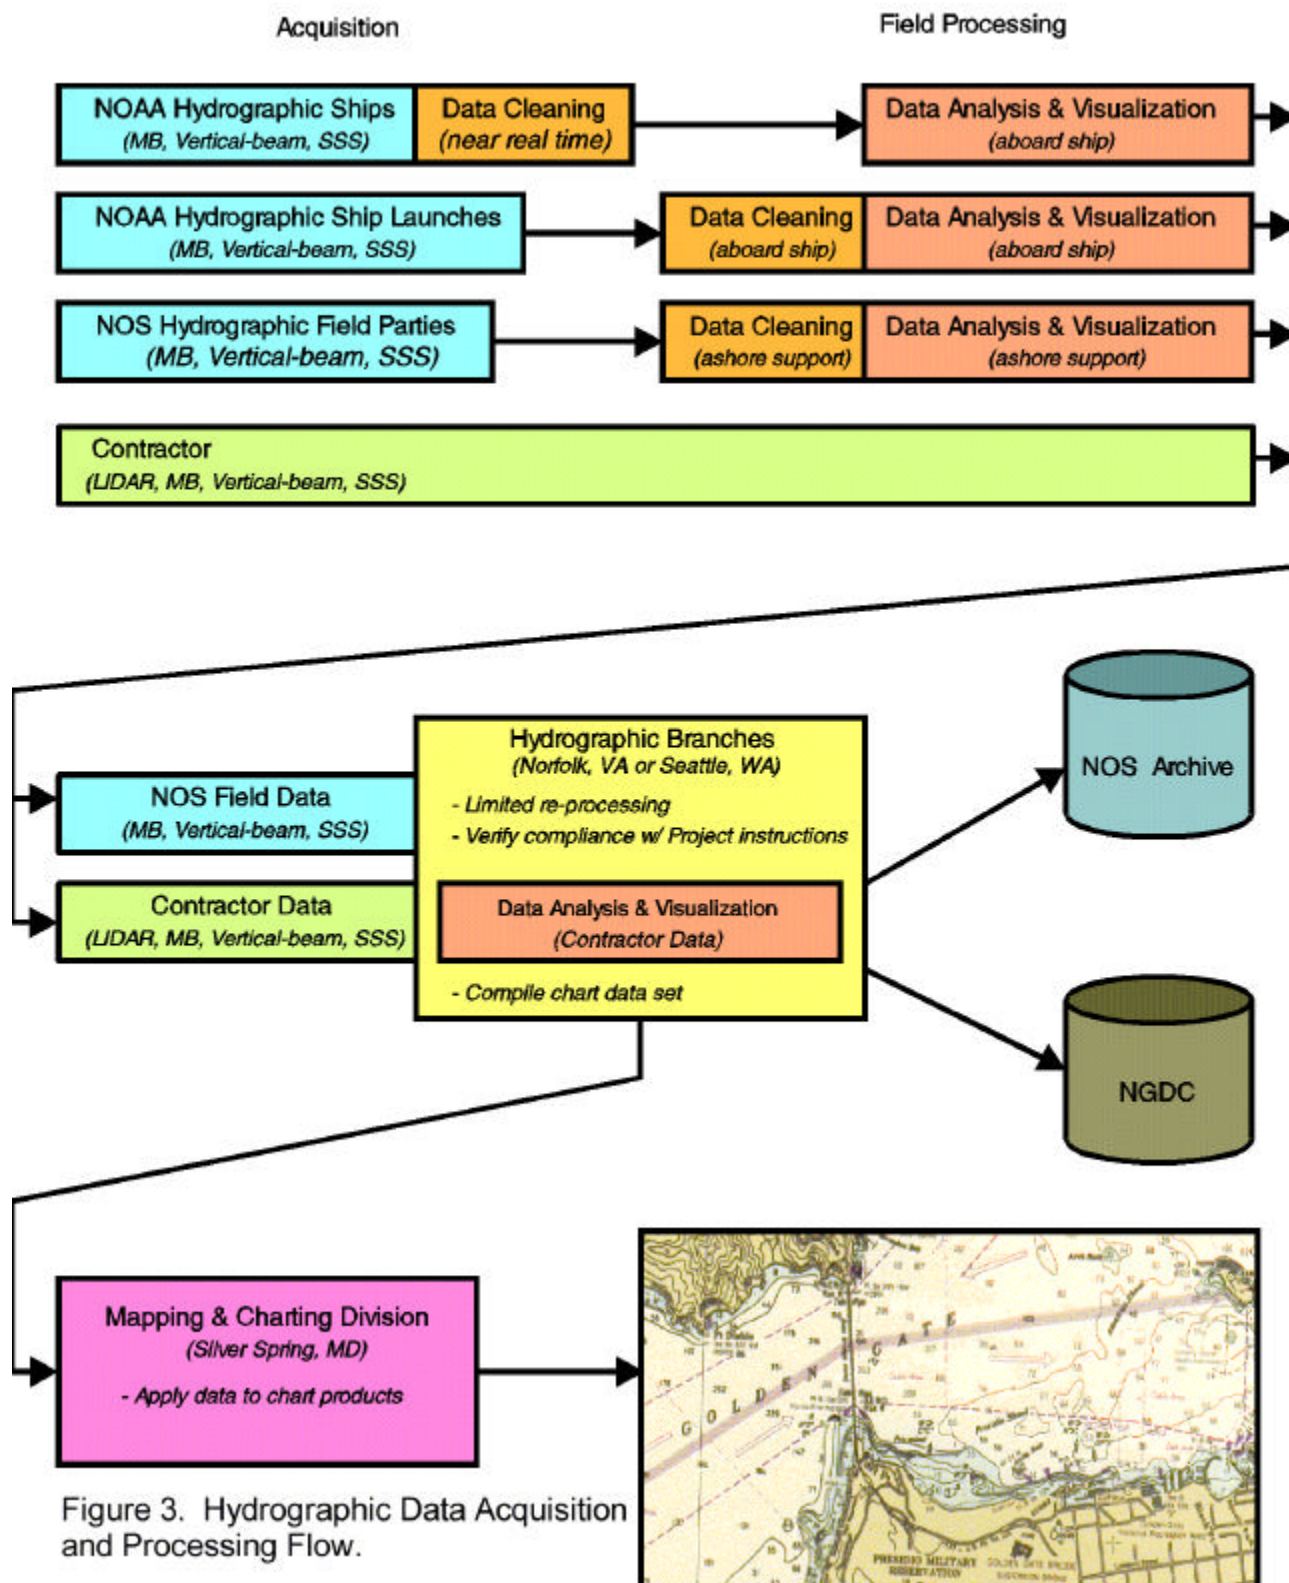 Acquisition
Field Processing
NOAA Hydrographic Ships
(MB, Vertical-beam, SSS)
Data Cleaning
(near real time)
Data Analysis & Visualization
(aboard ship)
NOAA Hydrographic Ship Launches
(MB, Vertical-beam, SSS)
Data Cleaning
(aboard ship)
Data Analysis & Visualization
(aboard ship)
NOS Hydrographic Field Parties
(MB, Vertical-beam, SSS)
Data Cleaning
(ashore support)
Data Analysis & Visualization
(ashore support)
Contractor
(LIDAR, MB, Vertical-beam, SSS)
Hydrographic Branches
(Norfolk, VA or Seattle, WA)
- Limited re-processing
- Verify compliance w/ Project instructions
NOS Field Data
(MB, Vertical-beam, SSS)
Contractor Data
(LIDAR, MB, Vertical-beam, SSS)
Data Analysis & Visualization
(Contractor Data)
- Compile chart data set
NOS Archive
NGDC
Mapping & Charting Division
(Silver Spring, MD)
- Apply data to chart products
GOLDEN GATE
PRESIDIO MILITARY
RESERVATION
Figure 3. Hydrographic Data Acquisition
and Processing Flow.